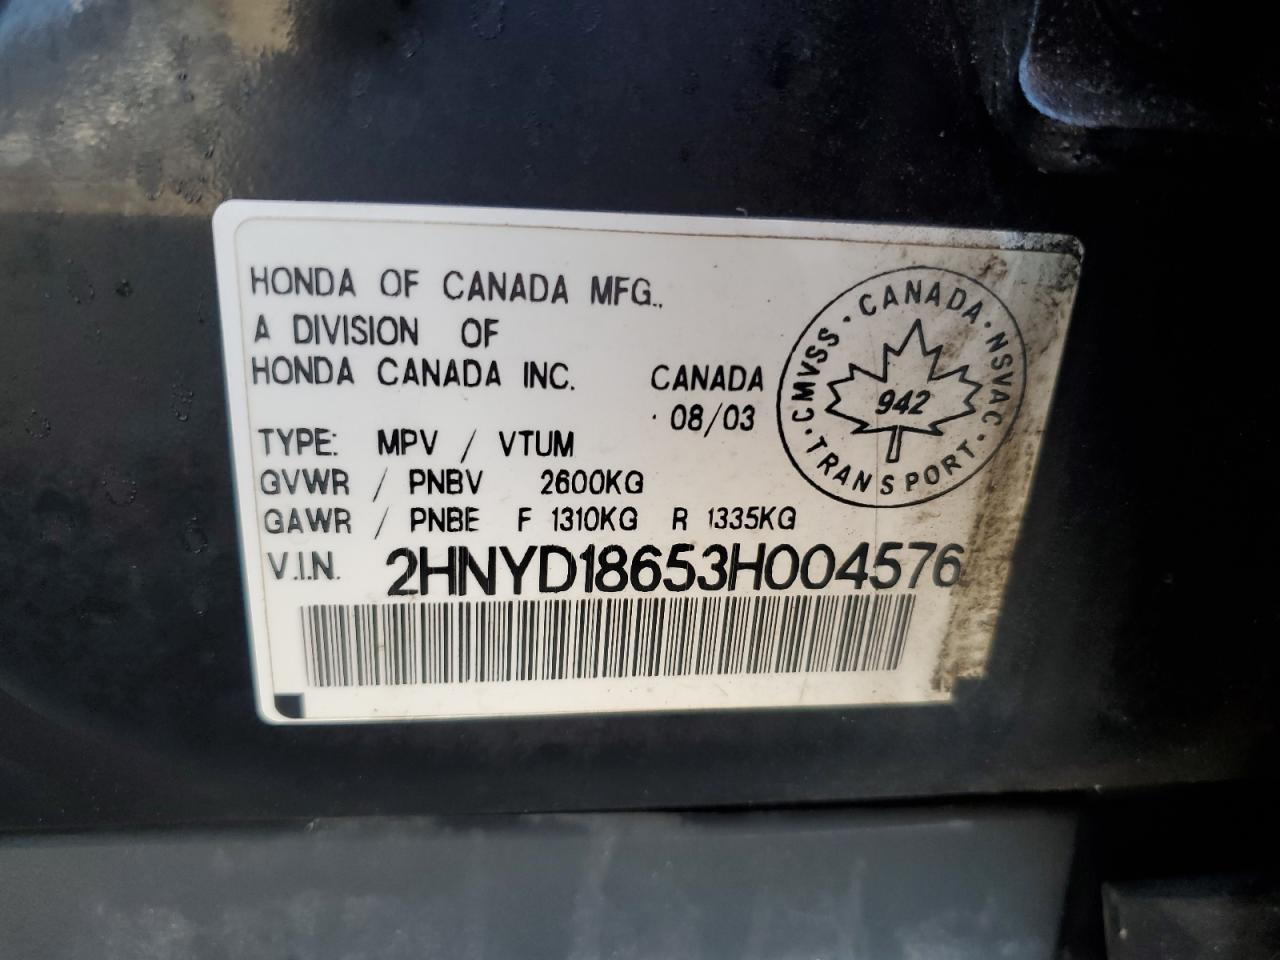 HONDA OF CANADA MFG.,
A DIVISION OF
HONDA CANADA INC. CANADA
08/03
TYPE: MPV / VTUM
GVWR / PNBV 2600KG
GAWR / PNBE F 1310KG R 1335KG
V.I.N. 2HNYD18653H004576
CANADA · NSVAC · TRANSPORT · CMVSS ·
942